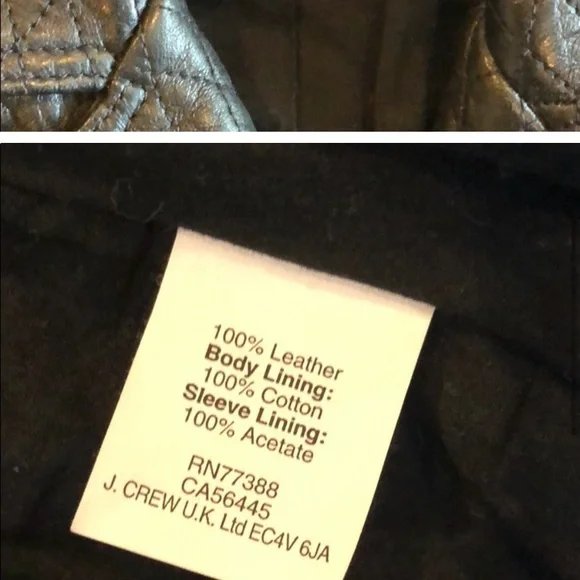 100% Leather
Body Lining:
100% Cotton
Sleeve Lining:
100% Acetate
RN77388
CA56445
J. CREW U.K. Ltd EC4V 6JA